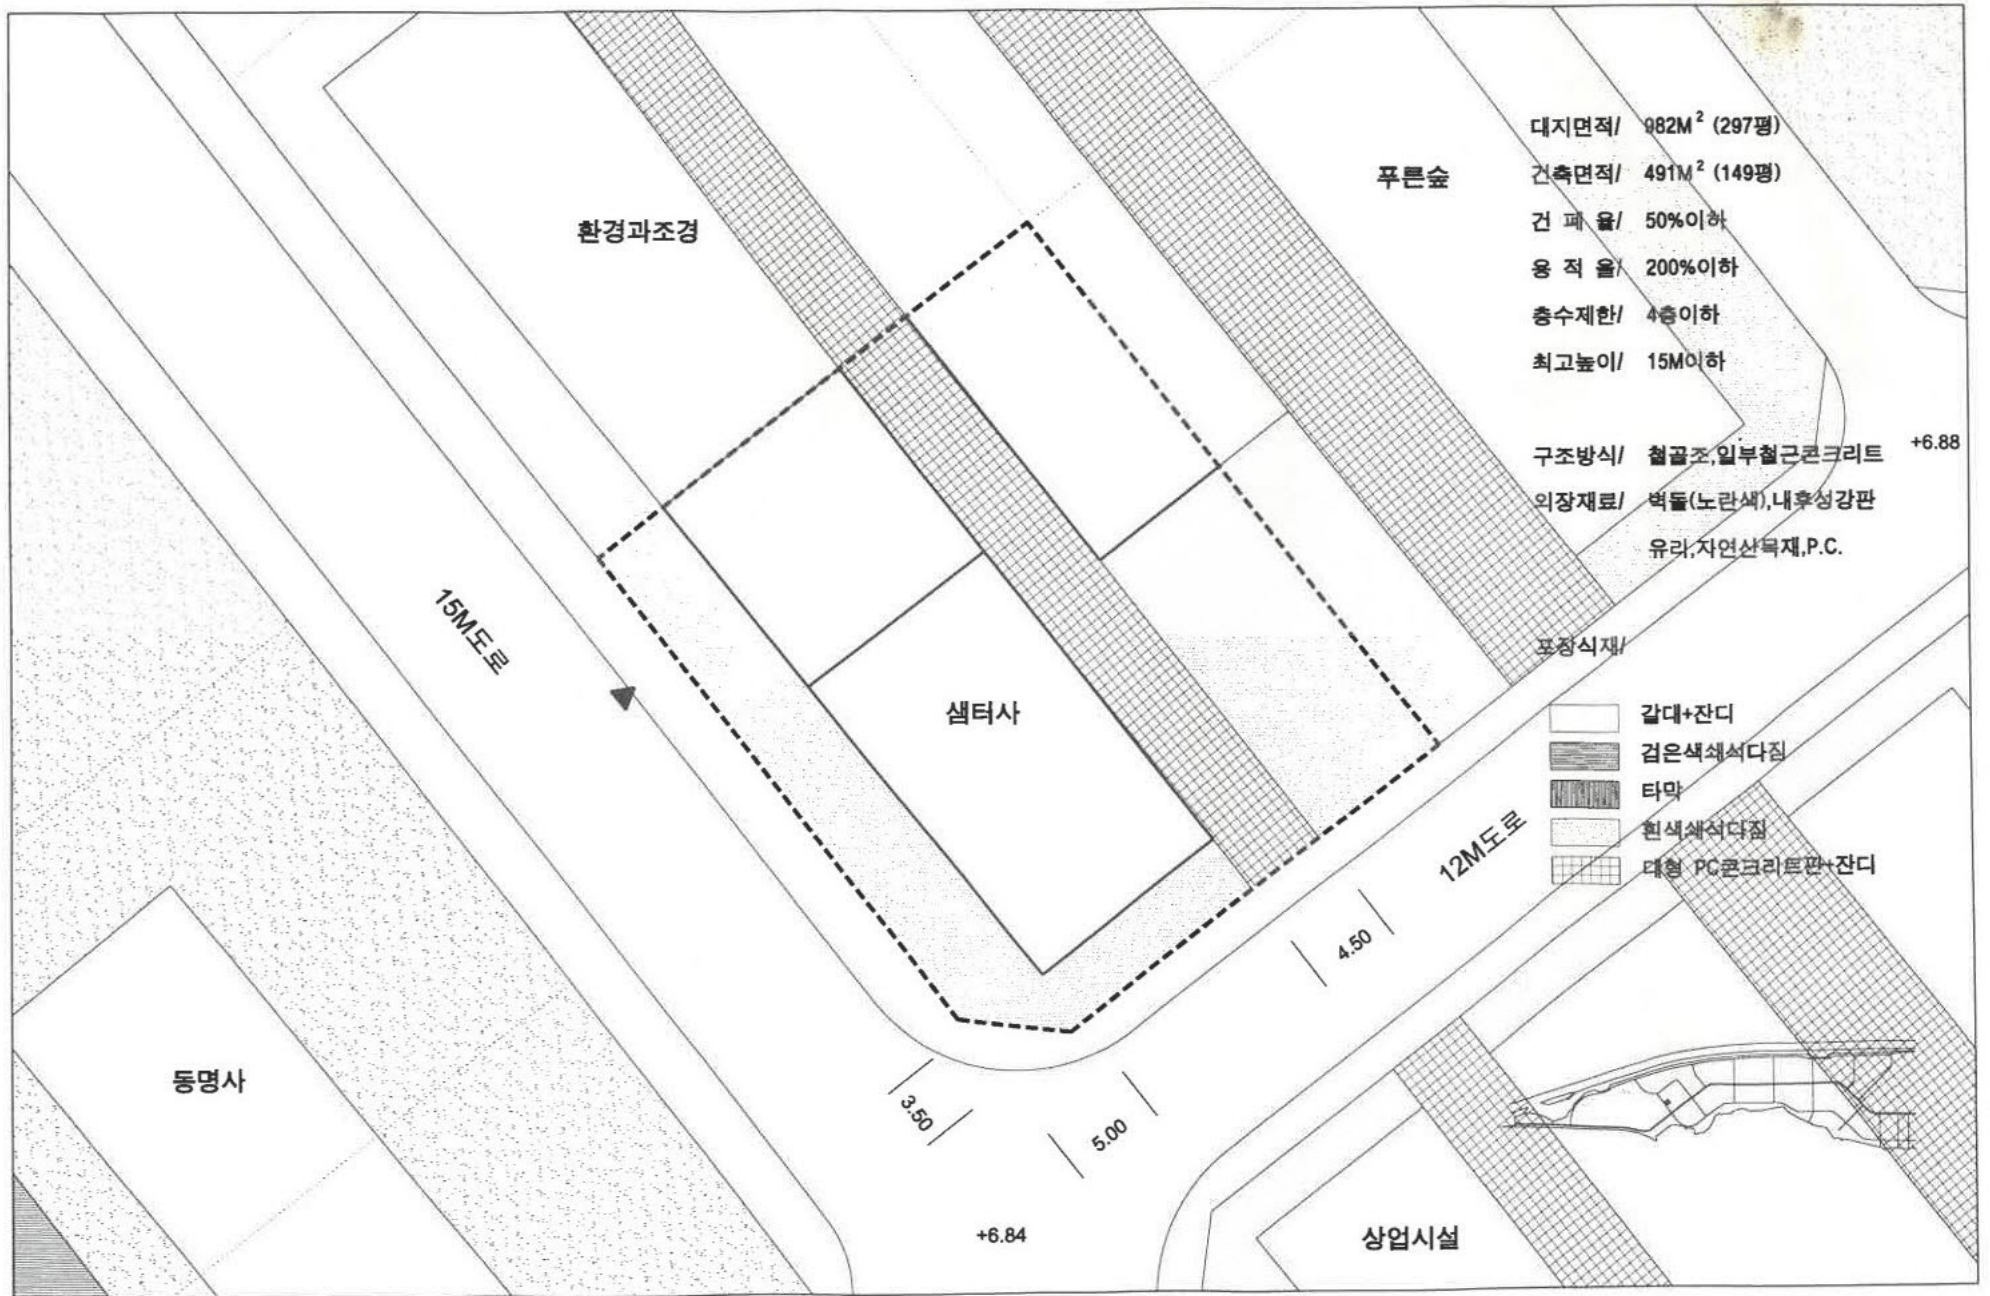 대지면적/ 982M² (297평)
건축면적/ 491M² (149평)
건 폐 율/ 50%이하
용 적 율/ 200%이하
층수제한/ 4층이하
최고높이/ 15M이하
구조방식/ 철골조,일부철근콘크리트
외장재료/ 벽돌(노란색),내후성강판
유리,자연산목재,P.C.
포장식재/
갈대+잔디
검은색쇄석다짐
타막
흰색쇄석다짐
대형 PC콘크리트판+잔디
푸른숲
환경과조경
+6.88
15M도로
샘터사
12M도로
4.50
동명사
3.50
5.00
+6.84
상업시설